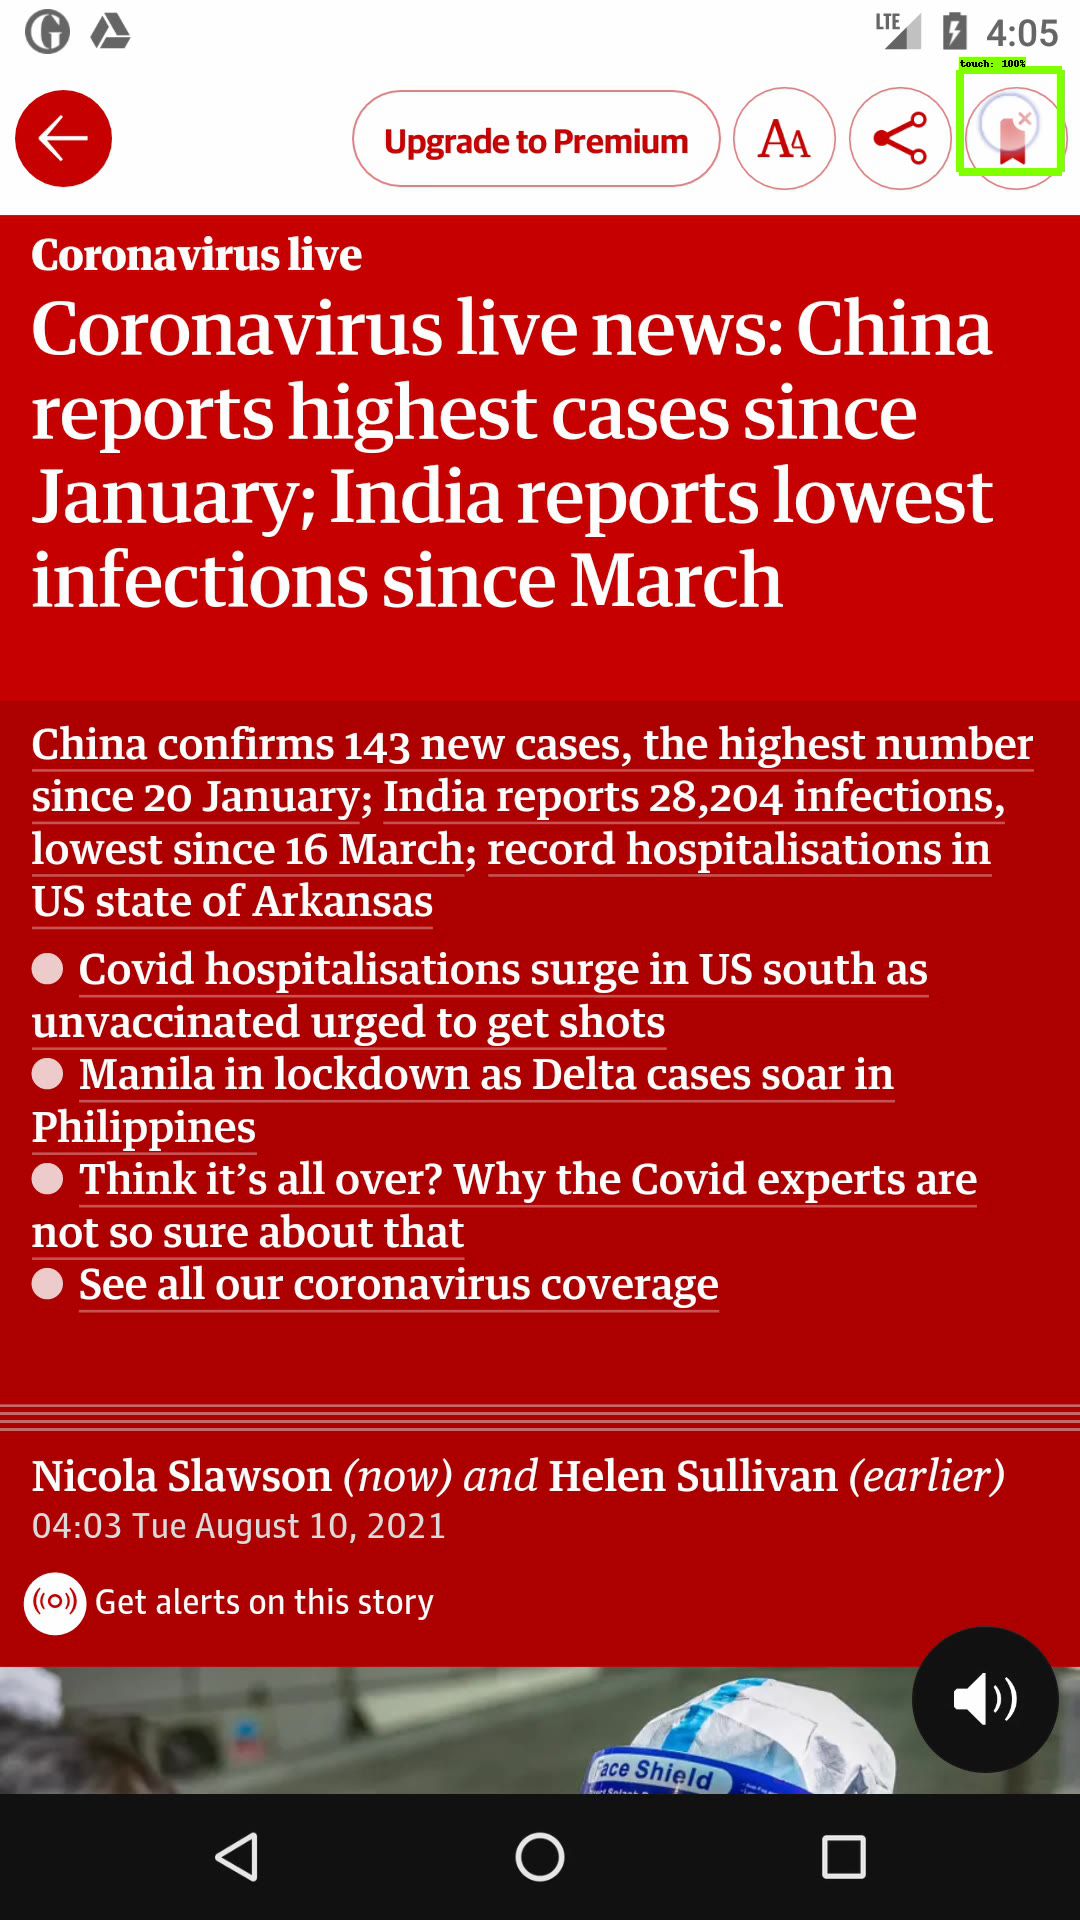 LTE 4:05
touch: 100%
Upgrade to Premium
AA
Coronavirus live
Coronavirus live news: China
reports highest cases since
January; India reports lowest
infections since March
China confirms 143 new cases, the highest number
since 20 January; India reports 28,204 infections,
lowest since 16 March; record hospitalisations in
US state of Arkansas
Covid hospitalisations surge in US south as
unvaccinated urged to get shots
Manila in lockdown as Delta cases soar in
Philippines
Think it’s all over? Why the Covid experts are
not so sure about that
See all our coronavirus coverage
Nicola Slawson (now) and Helen Sullivan (earlier)
04:03 Tue August 10, 2021
Get alerts on this story
Face Shield